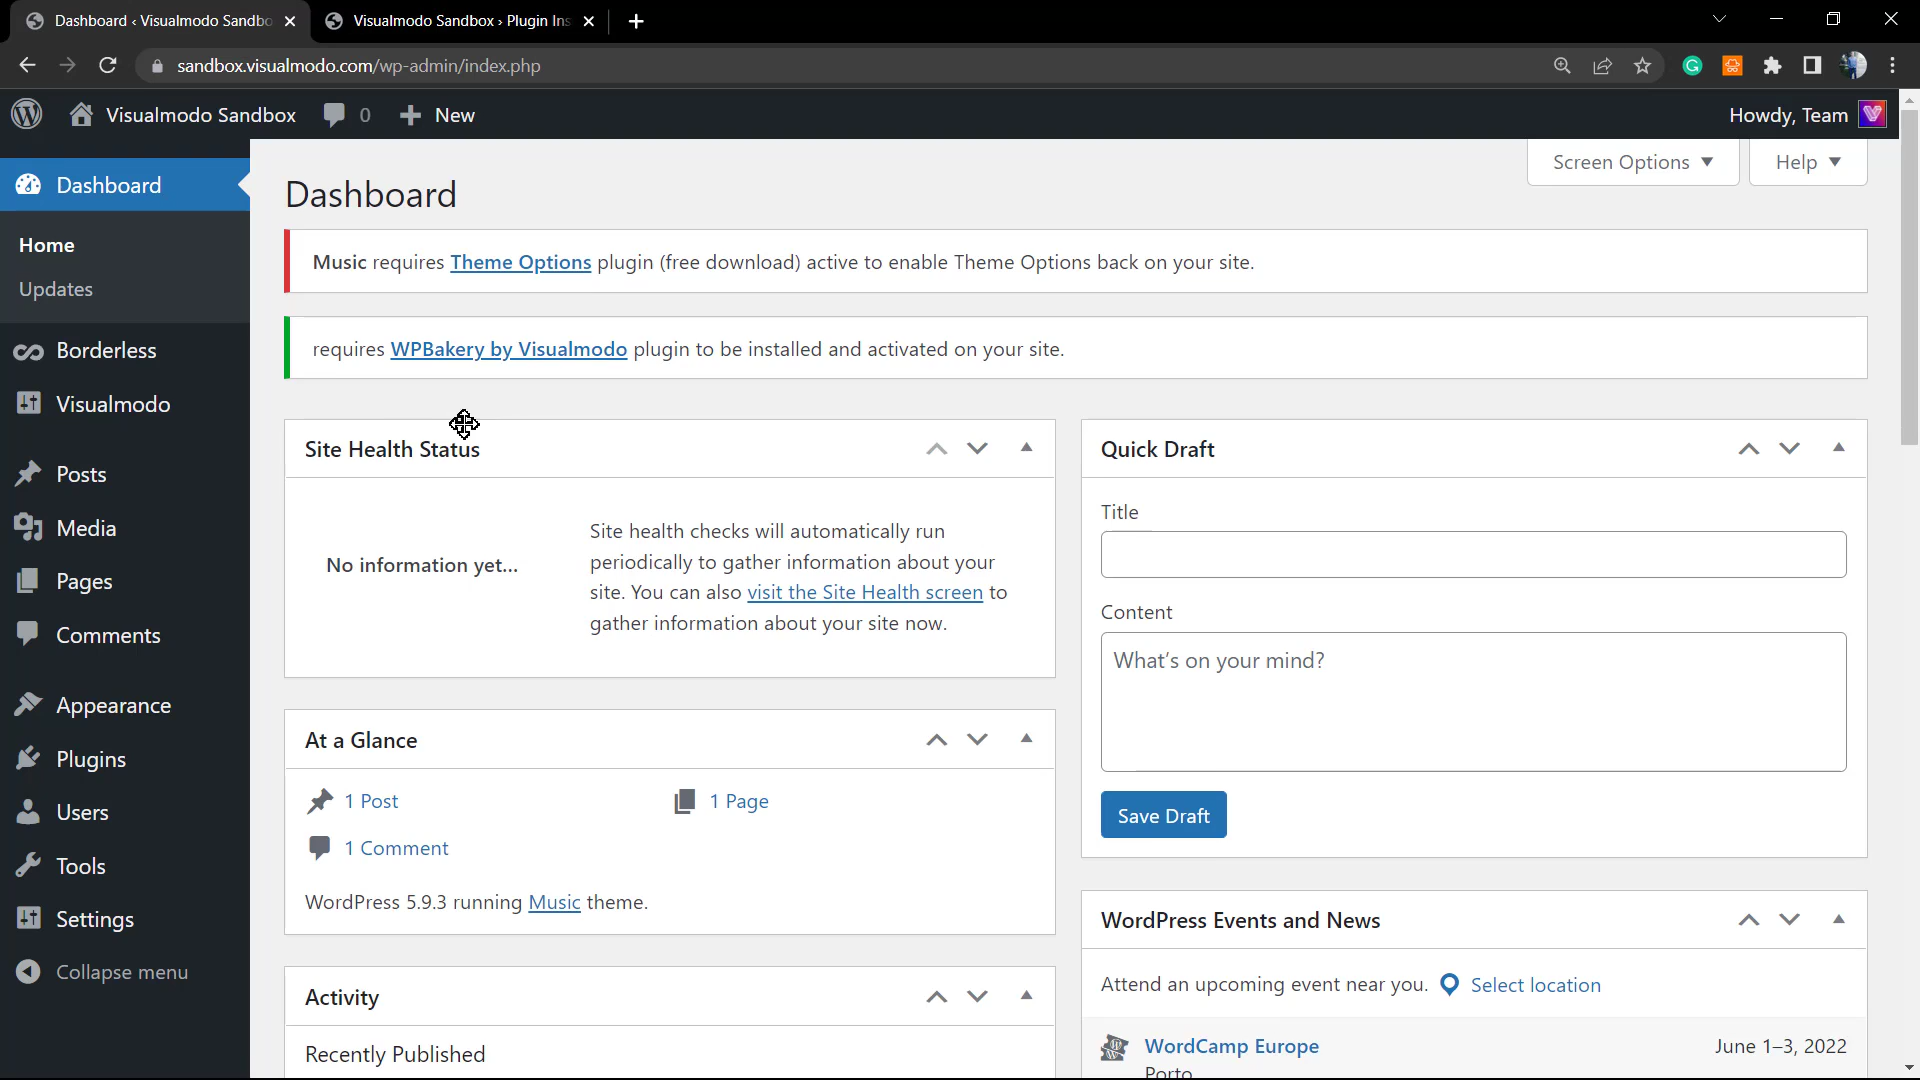 Dashboard ‹ Visualmodo Sandbo
Visualmodo Sandbox › Plugin Ins
sandbox.visualmodo.com/wp-admin/index.php
Visualmodo Sandbox
0
New
Howdy, Team
Dashboard
Home
Updates
Borderless
Visualmodo
Posts
Media
Pages
Comments
Appearance
Plugins
Users
Tools
Settings
Collapse menu
Screen Options
Help
Dashboard
Music requires Theme Options plugin (free download) active to enable Theme Options back on your site.
requires WPBakery by Visualmodo plugin to be installed and activated on your site.
Site Health Status
No information yet...
Site health checks will automatically run
periodically to gather information about your
site. You can also visit the Site Health screen to
gather information about your site now.
At a Glance
1 Post
1 Page
1 Comment
WordPress 5.9.3 running Music theme.
Activity
Recently Published
Quick Draft
Title
Content
What's on your mind?
Save Draft
WordPress Events and News
Attend an upcoming event near you.
Select location
WordCamp Europe
June 1–3, 2022
Porto